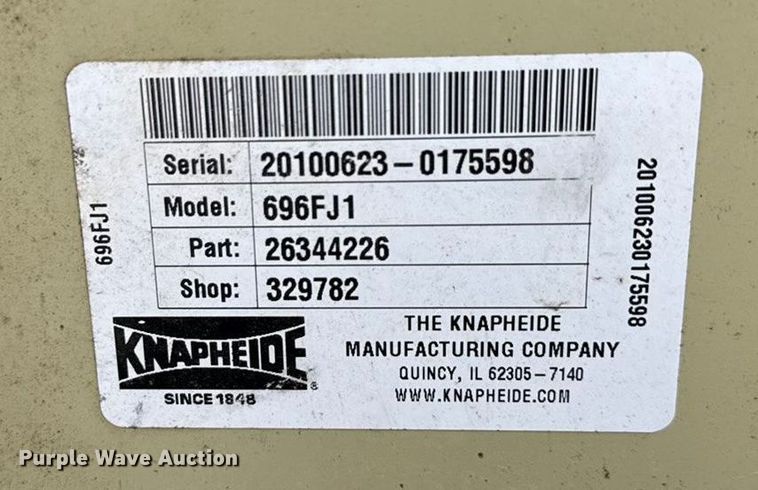 Serial: 20100623-0175598
Model: 696FJ1
Part: 26344226
Shop: 329782
696FJ1
201006230175598
KNAPHEIDE®
SINCE 1848
THE KNAPHEIDE
MANUFACTURING COMPANY
QUINCY, IL 62305-7140
WWW.KNAPHEIDE.COM
Purple Wave Auction